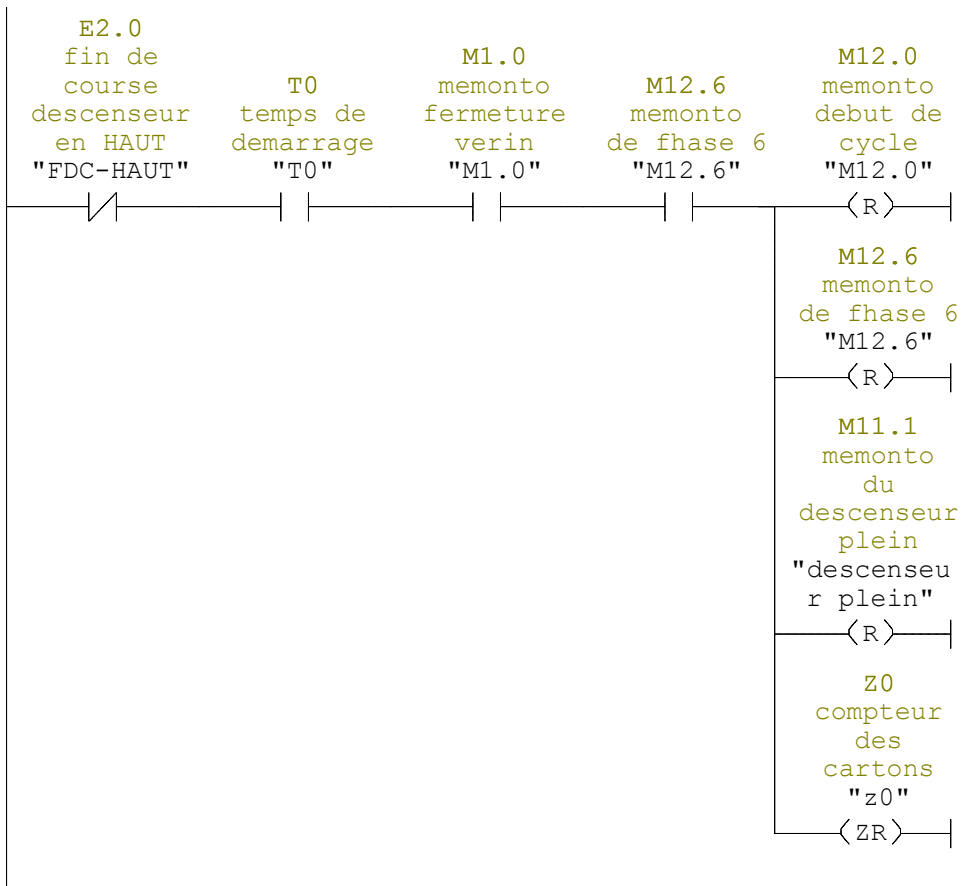 E2.0
fin de
course
descenseur
en HAUT
"FDC-HAUT"
T0
temps de
demarrage
"T0"
M1.0
memonto
fermeture
verin
"M1.0"
M12.6
memonto
de fhase 6
"M12.6"
M12.0
memonto
debut de
cycle
"M12.0"
R
M12.6
memonto
de fhase 6
"M12.6"
R
M11.1
memonto
du
descenseur
plein
"descenseu
r plein"
R
Z0
compteur
des
cartons
"z0"
ZR